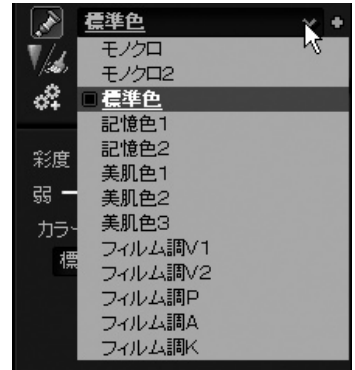 標準色
モノクロ
モノクロ2
標準色
記憶色1
記憶色2
美肌色1
美肌色2
美肌色3
フィルム調V1
フィルム調V2
フィルム調P
フィルム調A
フィルム調K
彩度
弱
カラー
標